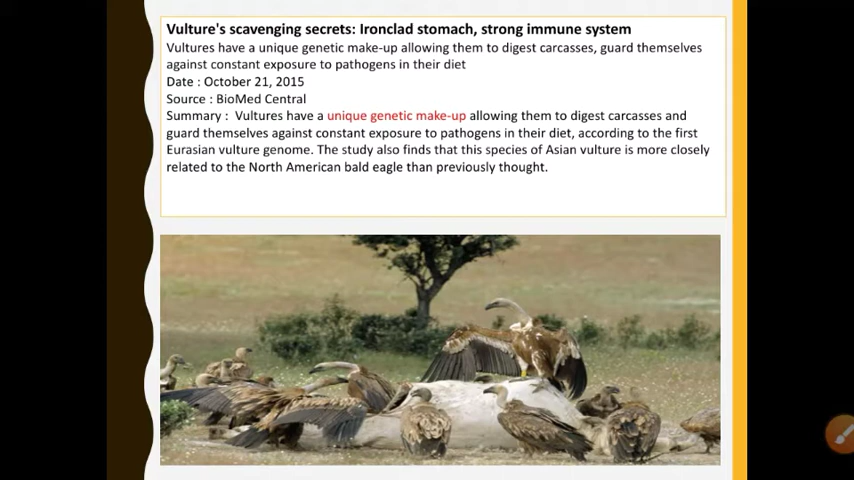 Vulture's scavenging secrets: Ironclad stomach, strong immune system
Vultures have a unique genetic make-up allowing them to digest carcasses, guard themselves
against constant exposure to pathogens in their diet
Date : October 21, 2015
Source : BioMed Central
Summary :  Vultures have a unique genetic make-up allowing them to digest carcasses and
guard themselves against constant exposure to pathogens in their diet, according to the first
Eurasian vulture genome. The study also finds that this species of Asian vulture is more closely
related to the North American bald eagle than previously thought.